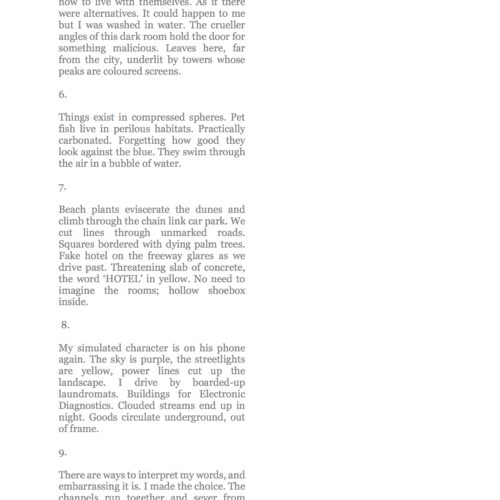 how to live with themselves. As if there
were alternatives. It could happen to me
but I was washed in water. The crueller
angles of this dark room hold the door for
something malicious. Leaves here, far
from the city, underlit by towers whose
peaks are coloured screens.
6.
Things exist in compressed spheres. Pet
fish live in perilous habitats. Practically
carbonated. Forgetting how good they
look against the blue. They swim through
the air in a bubble of water.
7.
Beach plants eviscerate the dunes and
climb through the chain link car park. We
cut lines through unmarked roads.
Squares bordered with dying palm trees.
Fake hotel on the freeway glares as we
drive past. Threatening slab of concrete,
the word ‘HOTEL’ in yellow. No need to
imagine the rooms; hollow shoebox
inside.
8.
My simulated character is on his phone
again. The sky is purple, the streetlights
are yellow, power lines cut up the
landscape. I drive by boarded-up
laundromats. Buildings for Electronic
Diagnostics. Clouded streams end up in
night. Goods circulate underground, out
of frame.
9.
There are ways to interpret my words, and
embarrassing it is. I made the choice. The
channels run together and sever from